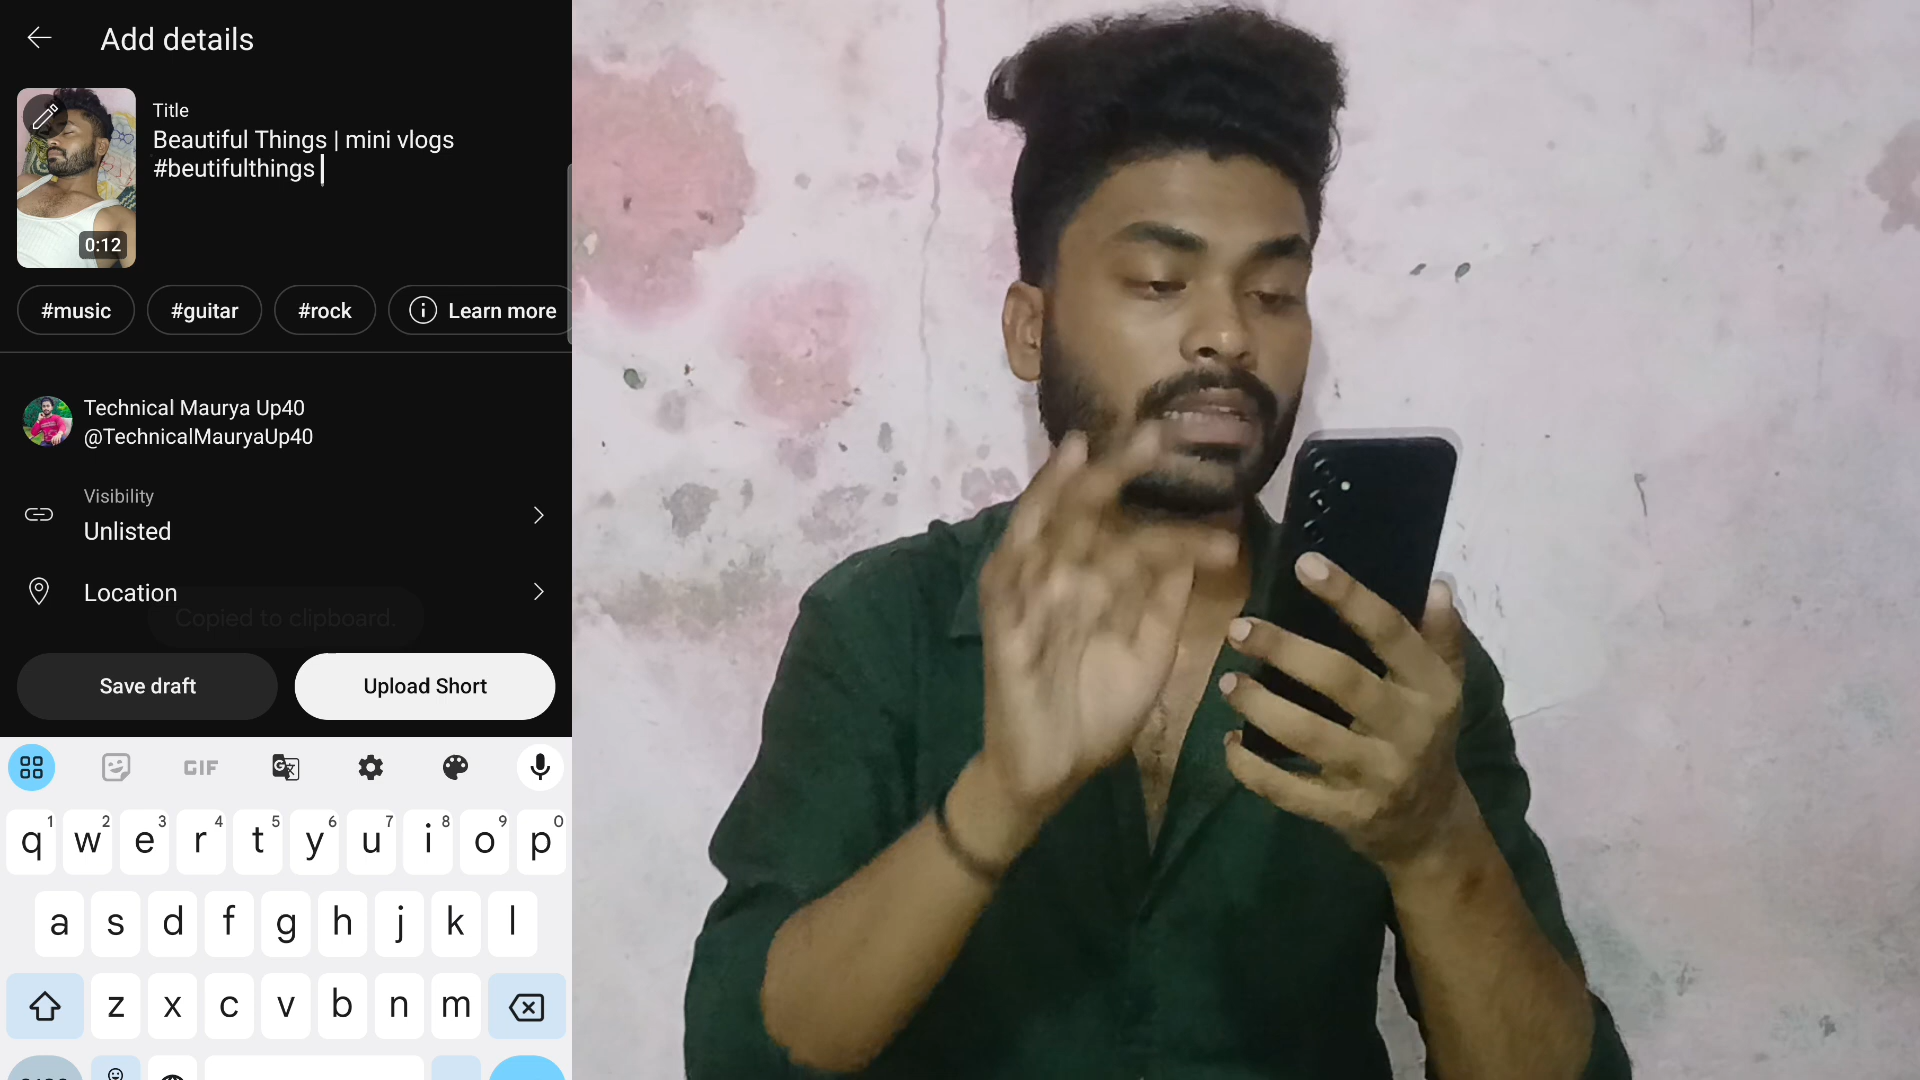 Add details
Title
Beautiful Things | mini vlogs
#beutifulthings
0:12
#music #guitar #rock Learn more
Technical Maurya Up40
@TechnicalMauryaUp40
Visibility
Unlisted
Location
Copied to clipboard.
Save draft Upload Short
GIF
1 2 3 4 5 6 7 8 9 0
q w e r t y u i o p
a s d f g h j k l
z x c v b n m